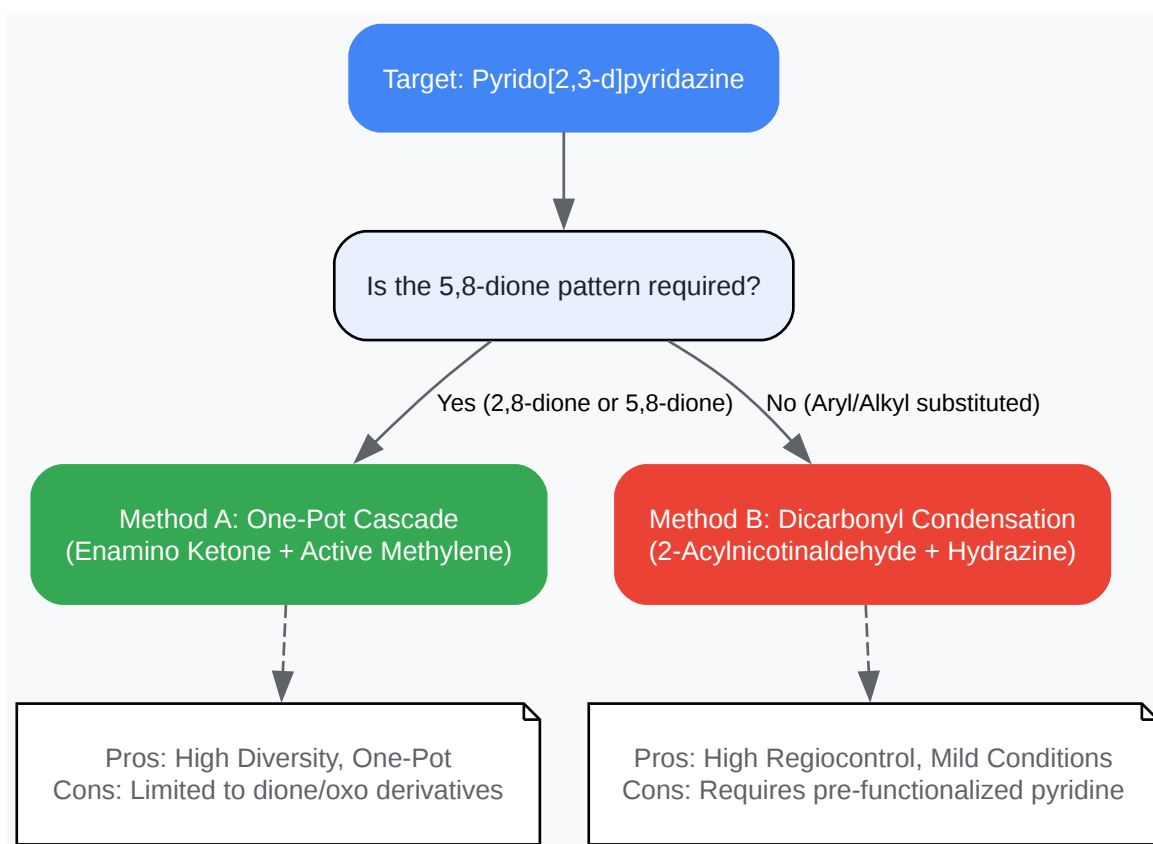 Target: Pyrido[2,3-d]pyridazine
Is the 5,8-dione pattern required?
Yes (2,8-dione or 5,8-dione)
No (Aryl/Alkyl substituted)
Method A: One-Pot Cascade
(Enamino Ketone + Active Methylene)
Method B: Dicarbonyl Condensation
(2-Acylnicotinaldehyde + Hydrazine)
Pros: High Diversity, One-Pot
Cons: Limited to dione/oxo derivatives
Pros: High Regiocontrol, Mild Conditions
Cons: Requires pre-functionalized pyridine